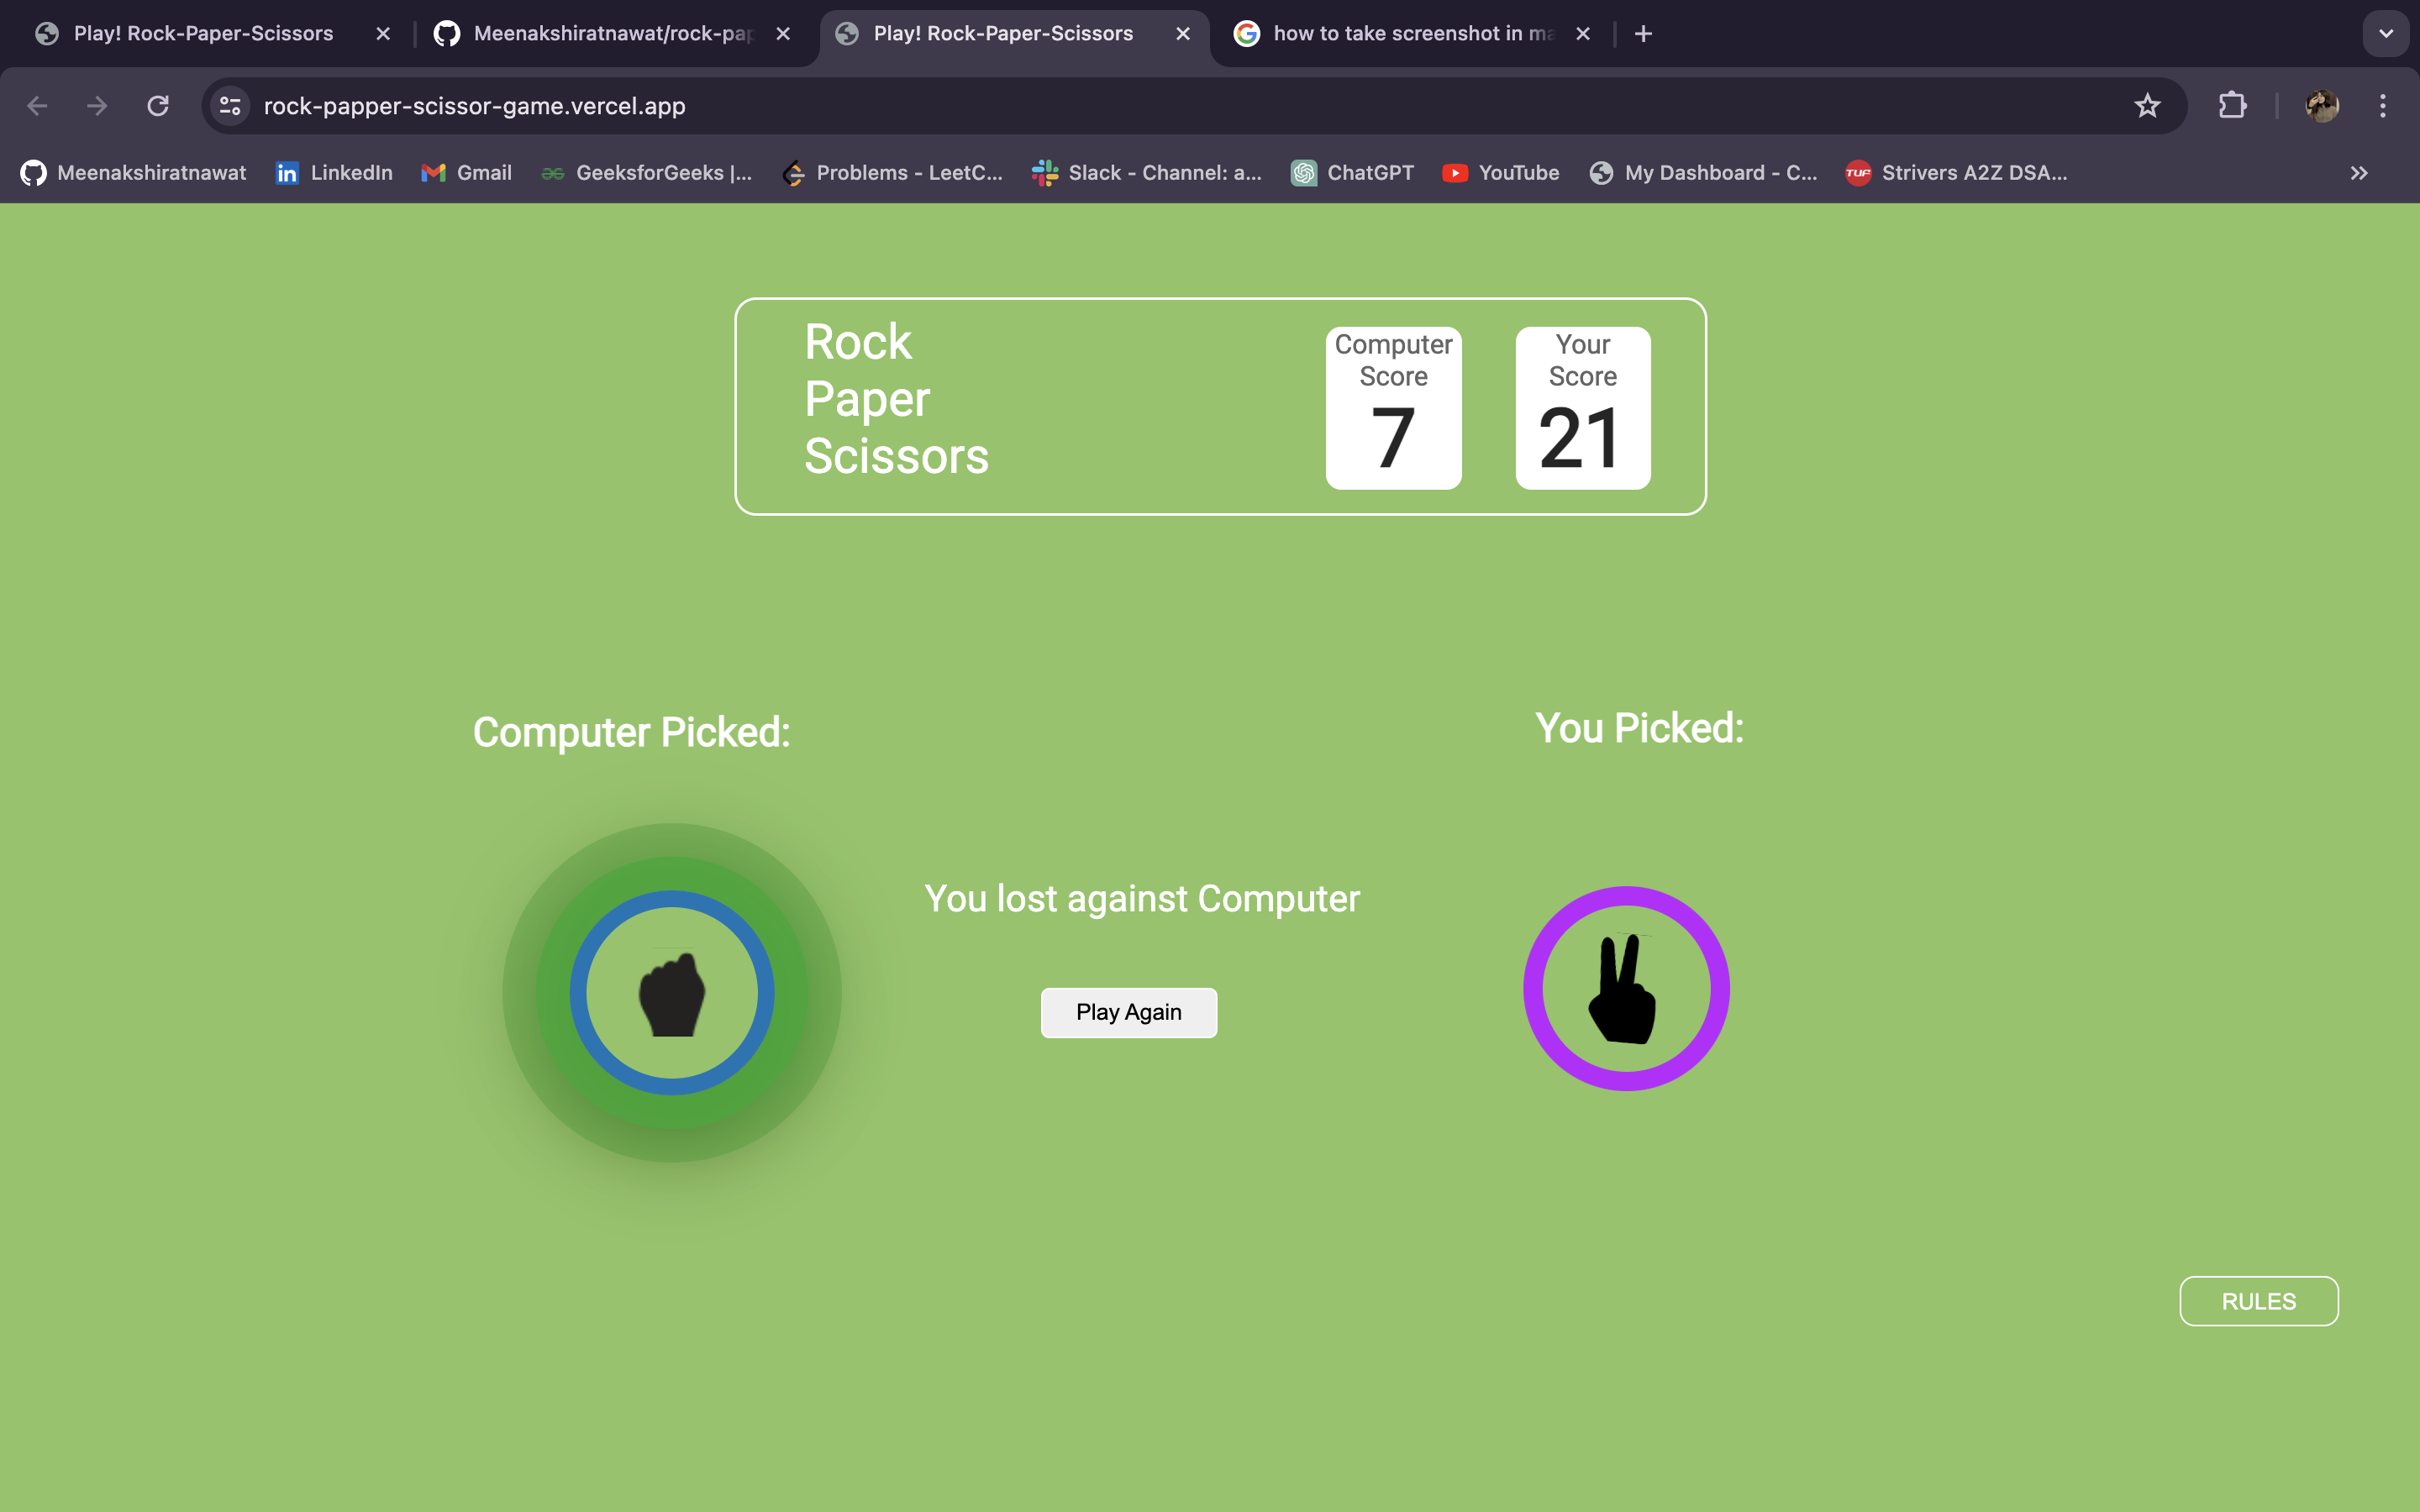 Play! Rock-Paper-Scissors
Meenakshiratnawat/rock-pap
Play! Rock-Paper-Scissors
how to take screenshot in ma
rock-papper-scissor-game.vercel.app
Meenakshiratnawat
LinkedIn
Gmail
GeeksforGeeks |...
Problems - LeetC...
Slack - Channel: a...
ChatGPT
YouTube
My Dashboard - C...
TUF
Strivers A2Z DSA...
Rock
Paper
Scissors
Computer
Score
7
Your
Score
21
Computer Picked:
You Picked:
You lost against Computer
Play Again
RULES